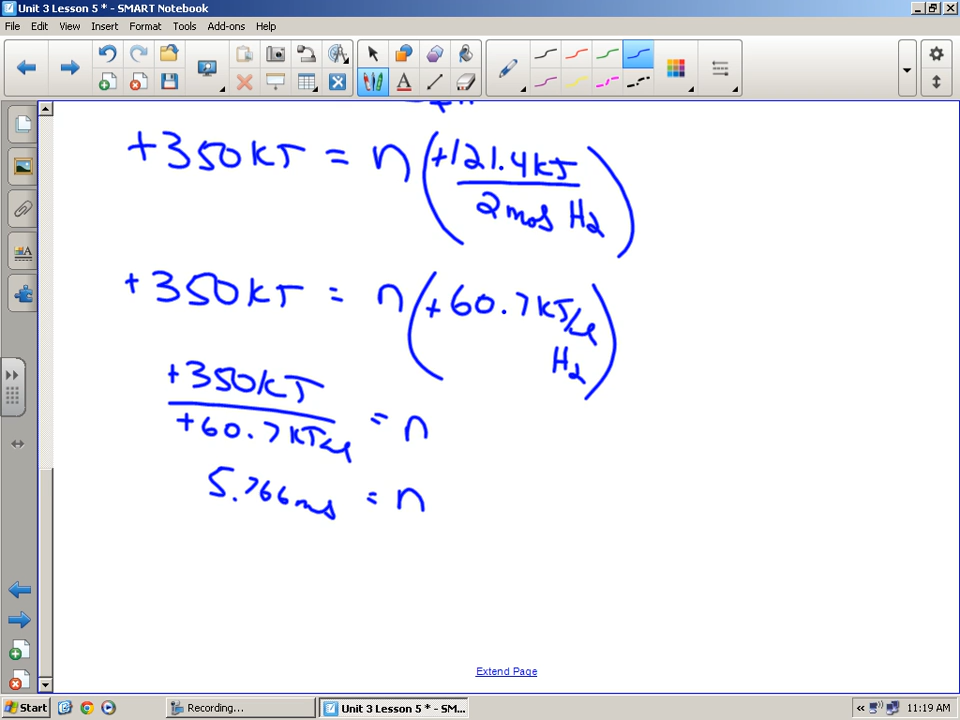 Unit 3 Lesson 5 * - SMART Notebook
File Edit View Insert Format Tools Add-ons Help
+350kJ = n(+121.4kJ
2mols H2)
+350kJ = n(+60.7kJ/mol
H2)
+350kJ
+60.7kJ/mol = n
5.766mols = n
Extend Page
Start Recording... Unit 3 Lesson 5 * - SM... « 11:19 AM